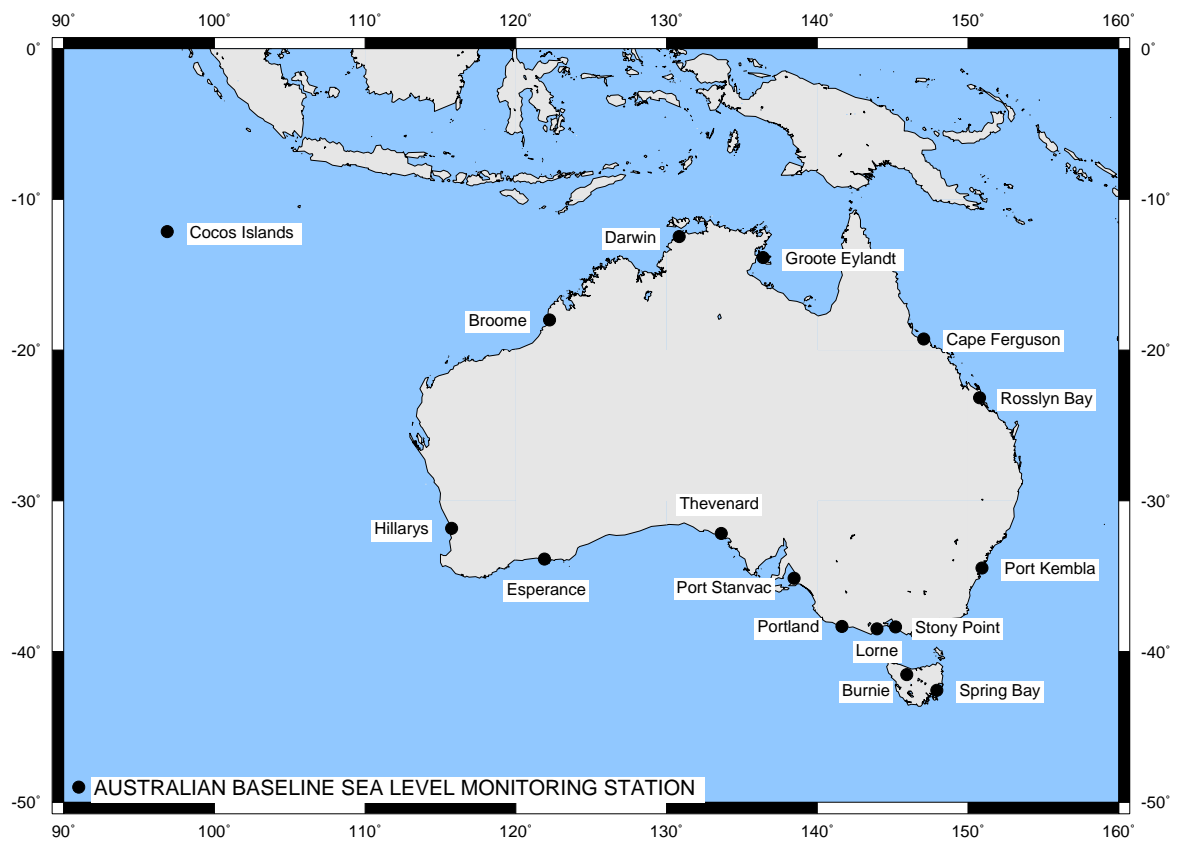 90˚ 100˚ 110˚ 120˚ 130˚ 140˚ 150˚ 160˚
0˚ 0˚
-10˚ -10˚
Cocos Islands
Darwin
Groote Eylandt
Broome
Cape Ferguson
-20˚ -20˚
Rosslyn Bay
-30˚ -30˚
Thevenard
Hillarys
Port Kembla
Esperance
Port Stanvac
Portland
Stony Point
Lorne
-40˚ -40˚
Burnie
Spring Bay
AUSTRALIAN BASELINE SEA LEVEL MONITORING STATION
-50˚ -50˚
90˚ 100˚ 110˚ 120˚ 130˚ 140˚ 150˚ 160˚